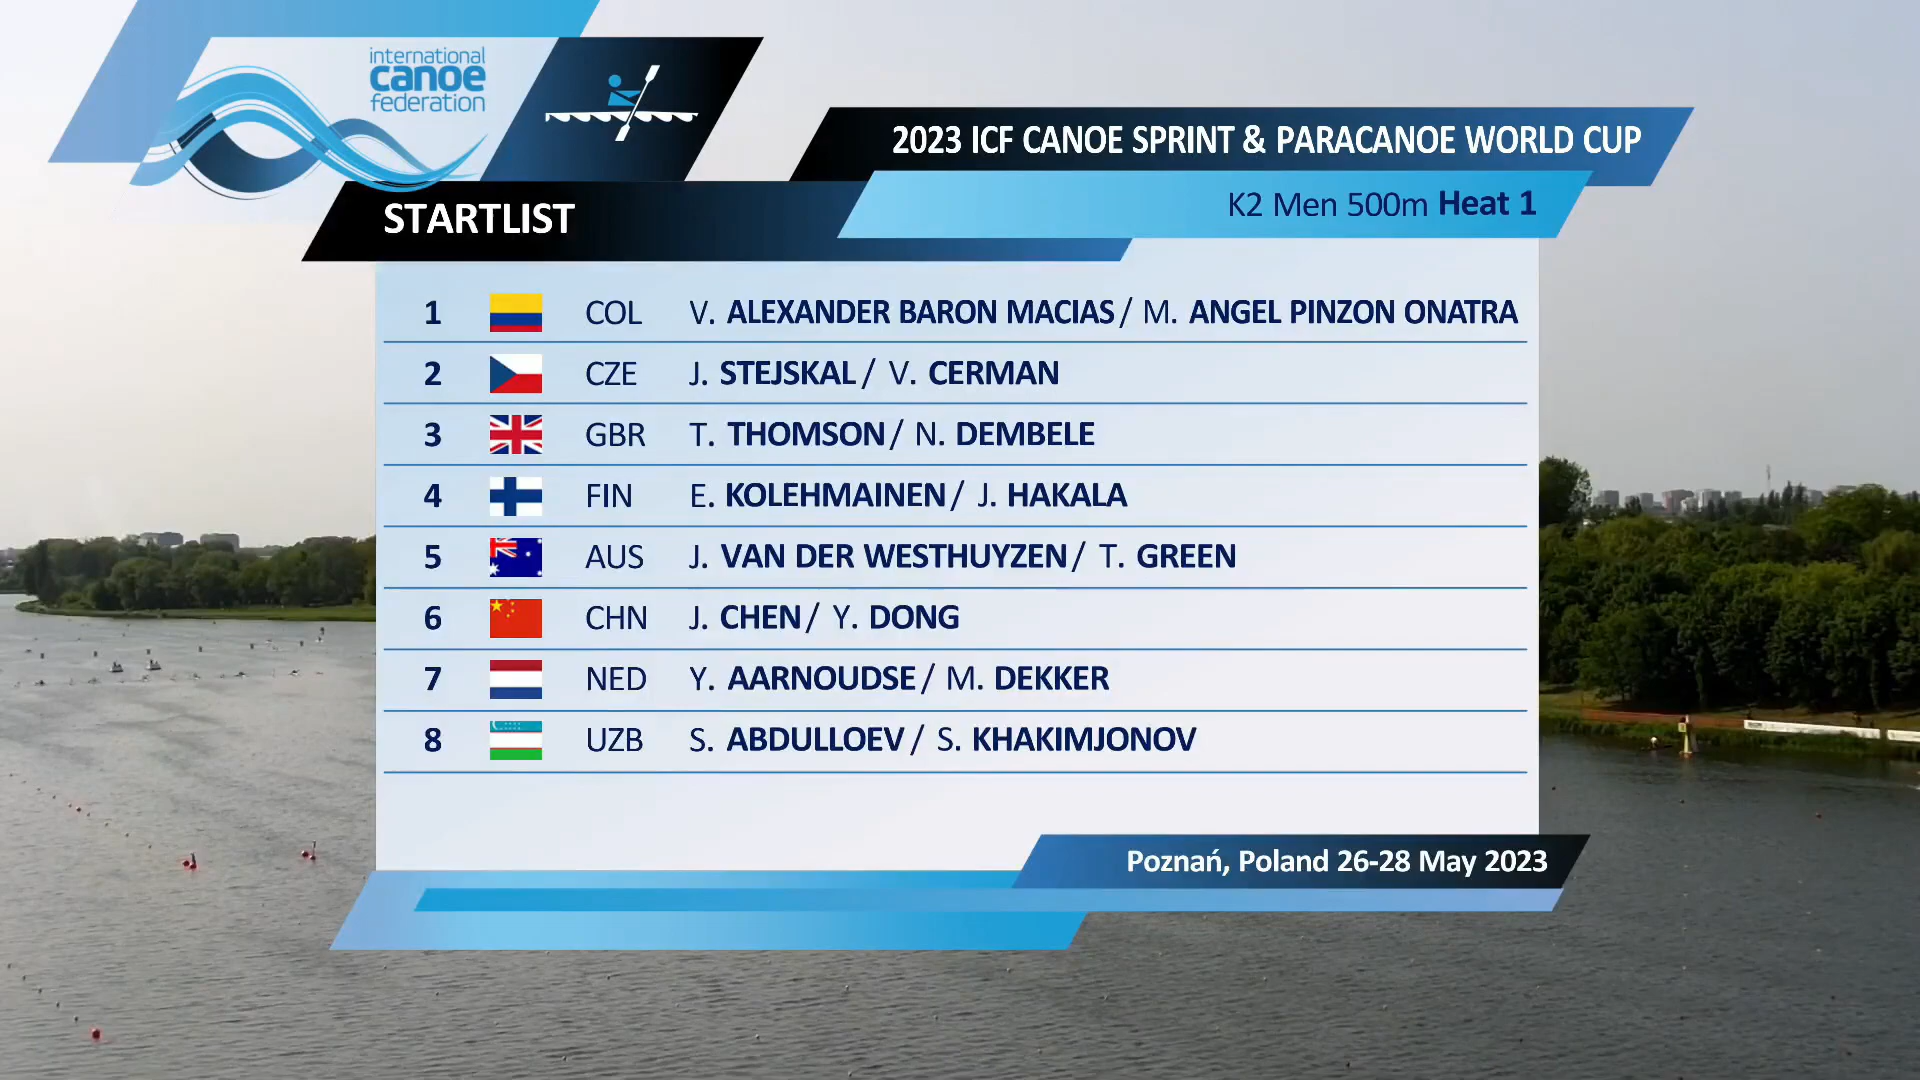 international
canoe
federation
2023 ICF CANOE SPRINT & PARACANOE WORLD CUP
K2 Men 500m Heat 1
STARTLIST
1 COL V. ALEXANDER BARON MACIAS / M. ANGEL PINZON ONATRA
2 CZE J. STEJSKAL / V. CERMAN
3 GBR T. THOMSON / N. DEMBELE
4 FIN E. KOLEHMAINEN / J. HAKALA
5 AUS J. VAN DER WESTHUYZEN / T. GREEN
6 CHN J. CHEN / Y. DONG
7 NED Y. AARNOUDSE / M. DEKKER
8 UZB S. ABDULLOEV / S. KHAKIMJONOV
Poznań, Poland 26-28 May 2023